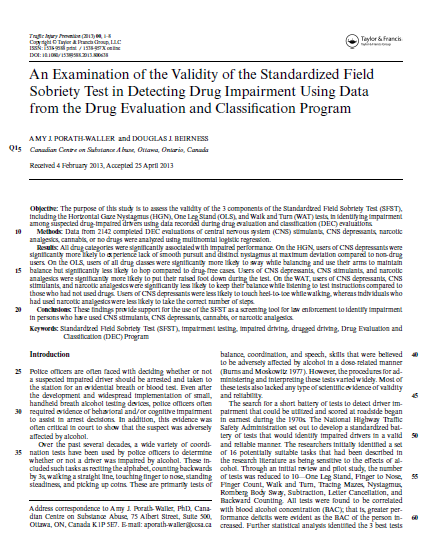 Traffic Injury Prevention (2013) 00, 1–8
Copyright © Taylor & Francis Group, LLC
ISSN: 1538-9588 print / 1538-957X online
DOI: 10.1080/15389588.2013.800638
Taylor & Francis
Taylor & Francis Group
An Examination of the Validity of the Standardized Field
Sobriety Test in Detecting Drug Impairment Using Data
from the Drug Evaluation and Classification Program
AMY J. PORATH-WALLER and DOUGLAS J. BEIRNESS
Q1
5
Canadian Centre on Substance Abuse, Ottawa, Ontario, Canada
Received 4 February 2013, Accepted 25 April 2013
Objective: The purpose of this study is to assess the validity of the 3 components of the Standardized Field Sobriety Test (SFST),
including the Horizontal Gaze Nystagmus (HGN), One Leg Stand (OLS), and Walk and Turn (WAT) tests, in identifying impairment
among suspected drug-impaired drivers using data recorded during drug evaluation and classification (DEC) evaluations.
10 Methods: Data from 2142 completed DEC evaluations of central nervous system (CNS) stimulants, CNS depressants, narcotic
analgesics, cannabis, or no drugs were analyzed using multinomial logistic regression.
Results: All drug categories were significantly associated with impaired performance. On the HGN, users of CNS depressants were
significantly more likely to experience lack of smooth pursuit and distinct nystagmus at maximum deviation compared to non-drug
users. On the OLS, users of all drug classes were significantly more likely to sway while balancing and use their arms to maintain
15 balance but significantly less likely to hop compared to drug-free cases. Users of CNS depressants, CNS stimulants, and narcotic
analgesics were significantly more likely to put their raised foot down during the test. On the WAT, users of CNS depressants, CNS
stimulants, and narcotic analgesics were significantly less likely to keep their balance while listening to test instructions compared to
those who had not used drugs. Users of CNS depressants were less likely to touch heel-to-toe while walking, whereas individuals who
had used narcotic analgesics were less likely to take the correct number of steps.
20 Conclusions: These findings provide support for the use of the SFST as a screening tool for law enforcement to identify impairment
in persons who have used CNS stimulants, CNS depressants, cannabis, or narcotic analgesics.
Keywords: Standardized Field Sobriety Test (SFST), impairment testing, impaired driving, drugged driving, Drug Evaluation and
Classification (DEC) Program
Introduction
25 Police officers are often faced with deciding whether or not
a suspected impaired driver should be arrested and taken to
the station for an evidential breath or blood test. Even after
the development and widespread implementation of small,
handheld breath alcohol testing devices, police officers often
30 required evidence of behavioral and/or cognitive impairment
to assist in arrest decisions. In addition, this evidence was
often critical in court to show that the suspect was adversely
affected by alcohol.
Over the past several decades, a wide variety of coordi-
35 nation tests have been used by police officers to determine
whether or not a driver was impaired by alcohol. These in-
cluded such tasks as reciting the alphabet, counting backwards
by 3s, walking a straight line, touching finger to nose, standing
steadiness, and picking up coins. These are primarily tests of
Address correspondence to Amy J. Porath-Waller, PhD, Cana-
dian Centre on Substance Abuse, 75 Albert Street, Suite 500,
Ottawa, ON, Canada K1P 5E7. E-mail: aporath-waller@ccsa.ca
balance, coordination, and speech, skills that were believed 40
to be adversely affected by alcohol in a dose-related manner
(Burns and Moskowitz 1977). However, the procedures for ad-
ministering and interpreting these tests varied widely. Most of
these tests also lacked any type of scientific evidence of validity
and reliability. 45
The search for a short battery of tests to detect driver im-
pairment that could be utilized and scored at roadside began
in earnest during the 1970s. The National Highway Traffic
Safety Administration set out to develop a standardized bat-
tery of tests that would identify impaired drivers in a valid 50
and reliable manner. The researchers initially identified a set
of 16 potentially suitable tasks that had been described in
the research literature as being sensitive to the effects of al-
cohol. Through an initial review and pilot study, the number
of tests was reduced to 10—One Leg Stand, Finger to Nose, 55
Finger Count, Walk and Turn, Tracing Mazes, Nystagmus,
Romberg Body Sway, Subtraction, Letter Cancellation, and
Backward Counting. All tests were found to be correlated
with blood alcohol concentration (BAC); that is, greater per-
formance deficits were evident as the BAC of the person in- 60
creased. Further statistical analysis identified the 3 best tests